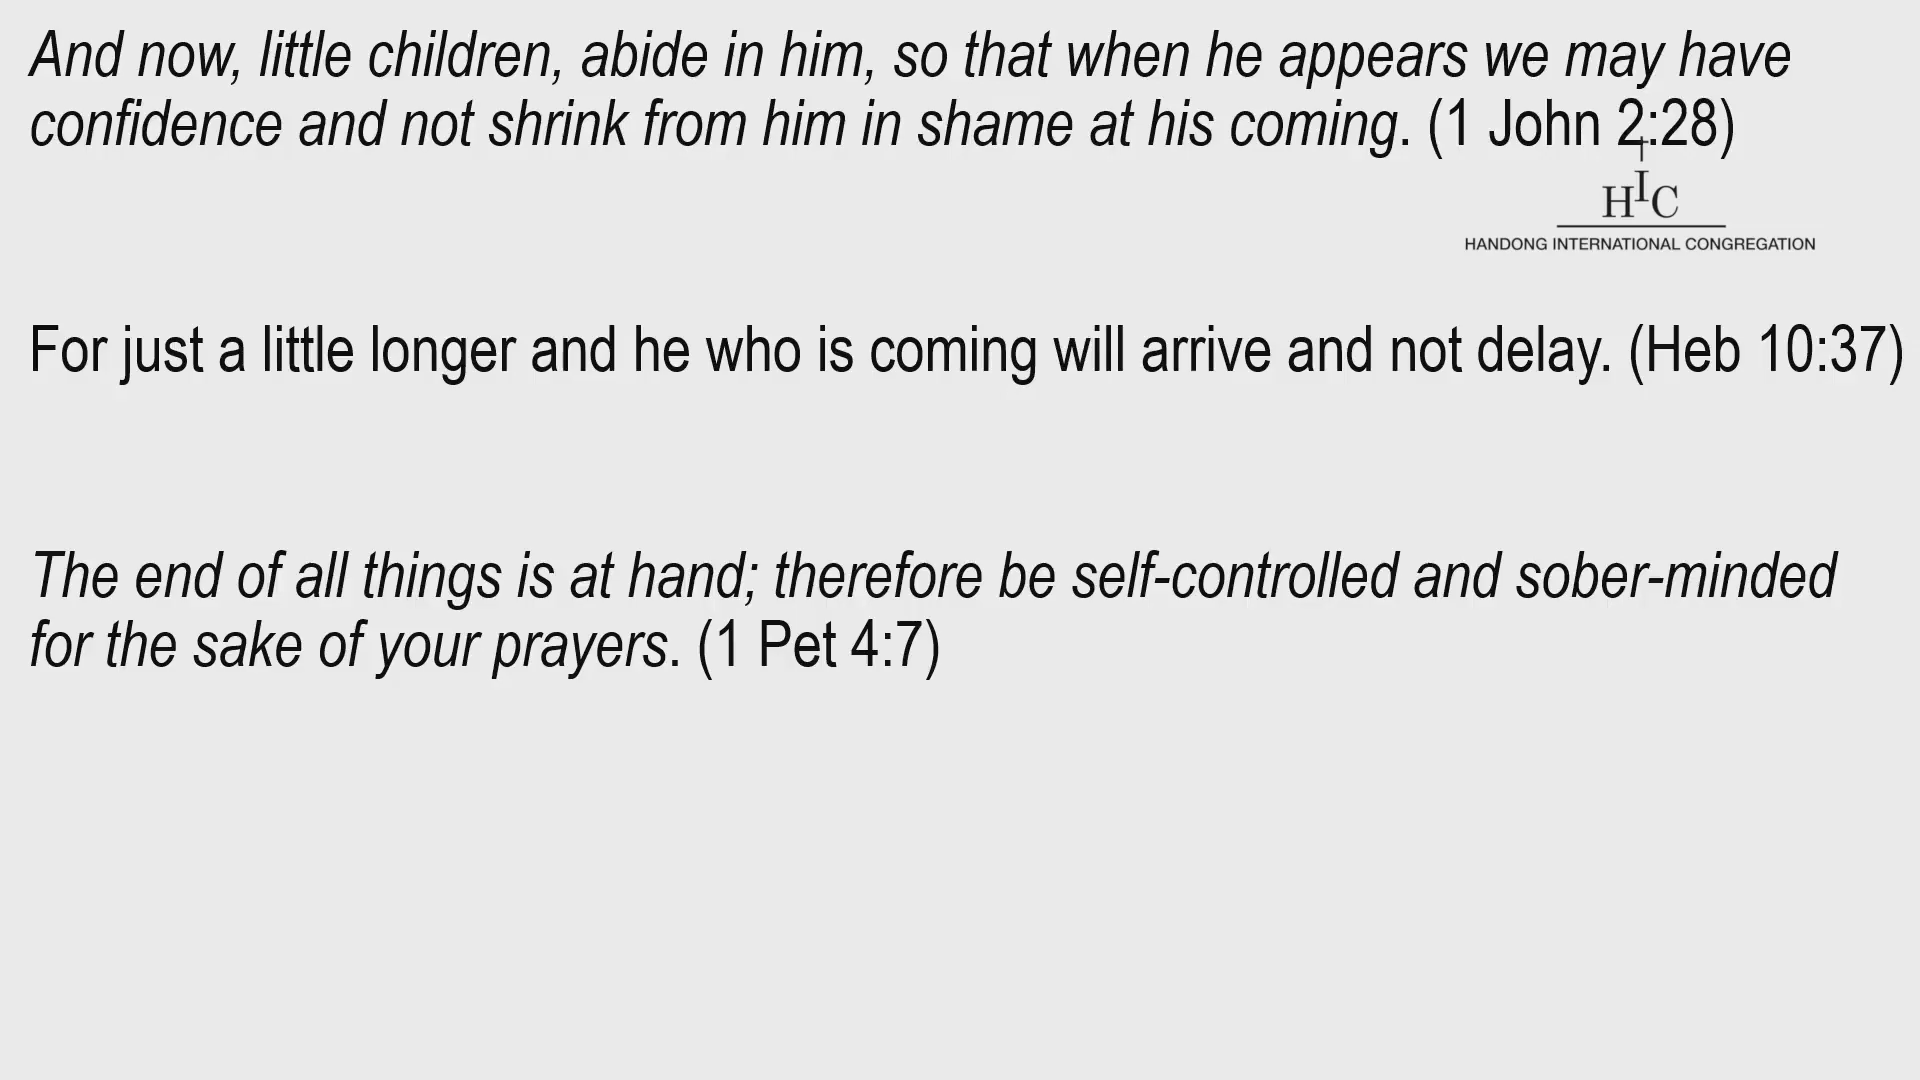 And now, little children, abide in him, so that when he appears we may have
confidence and not shrink from him in shame at his coming. (1 John 2:28)
HIC
HANDONG INTERNATIONAL CONGREGATION
For just a little longer and he who is coming will arrive and not delay. (Heb 10:37)
The end of all things is at hand; therefore be self-controlled and sober-minded
for the sake of your prayers. (1 Pet 4:7)